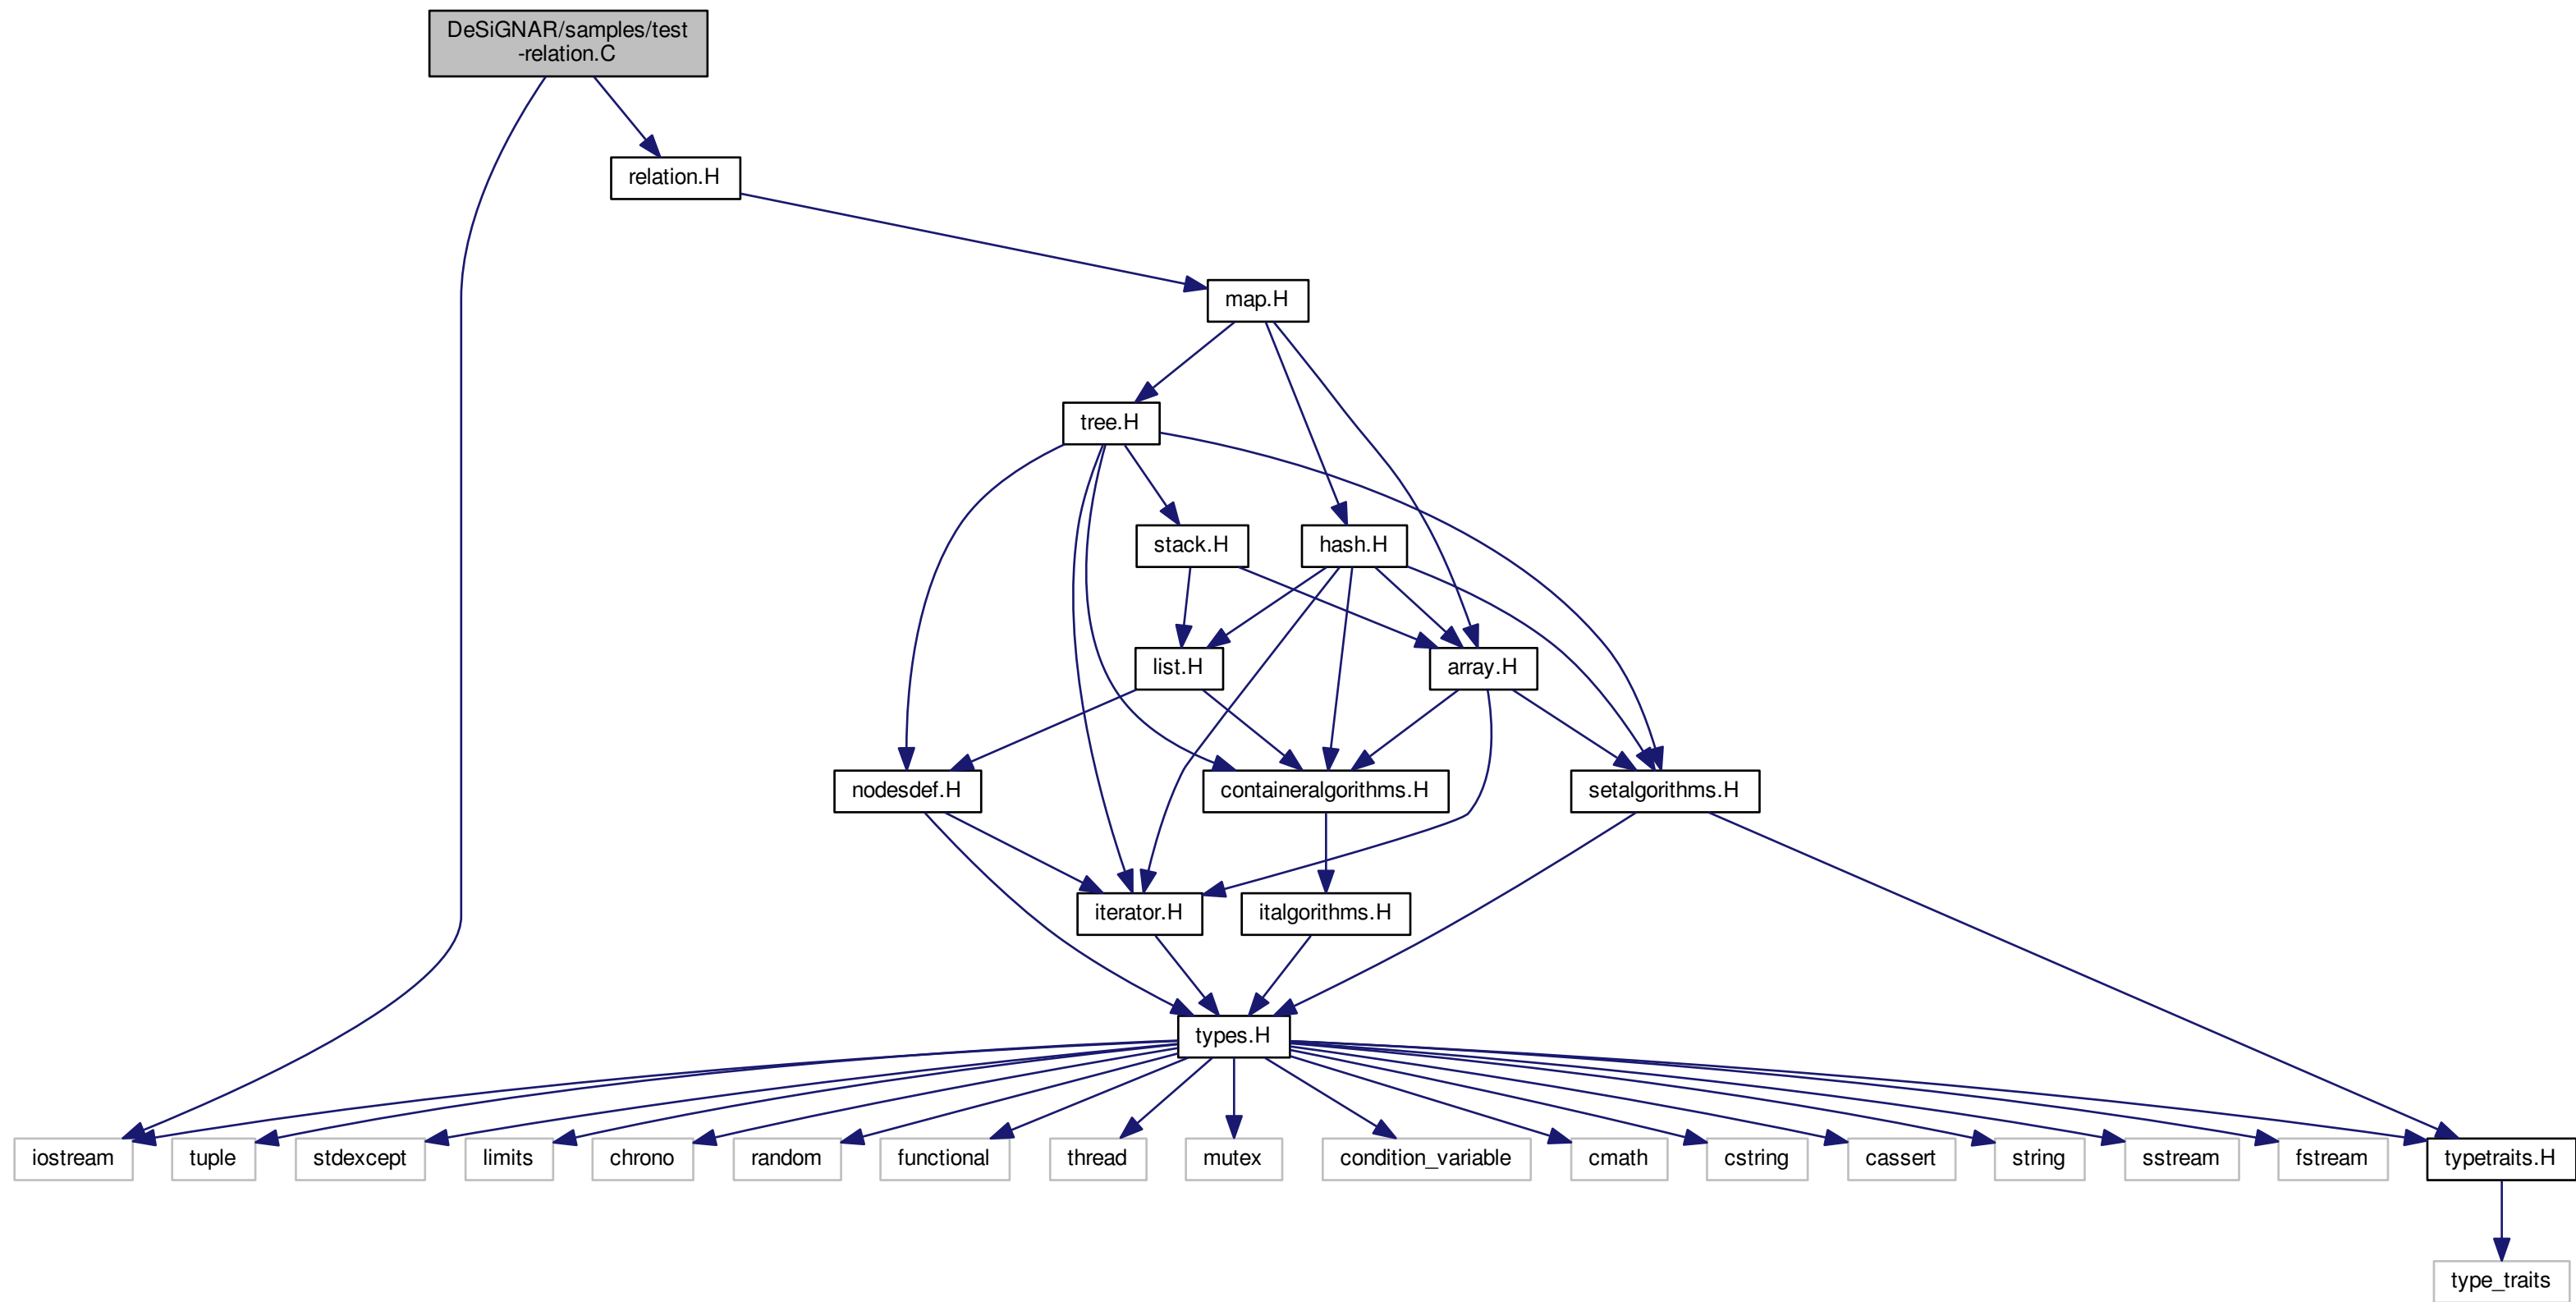 DeSiGNAR/samples/test
-relation.C
relation.H
map.H
tree.H
stack.H
hash.H
list.H
array.H
nodesdef.H
containeralgorithms.H
setalgorithms.H
iterator.H
italgorithms.H
types.H
iostream
tuple
stdexcept
limits
chrono
random
functional
thread
mutex
condition_variable
cmath
cstring
cassert
string
sstream
fstream
typetraits.H
type_traits